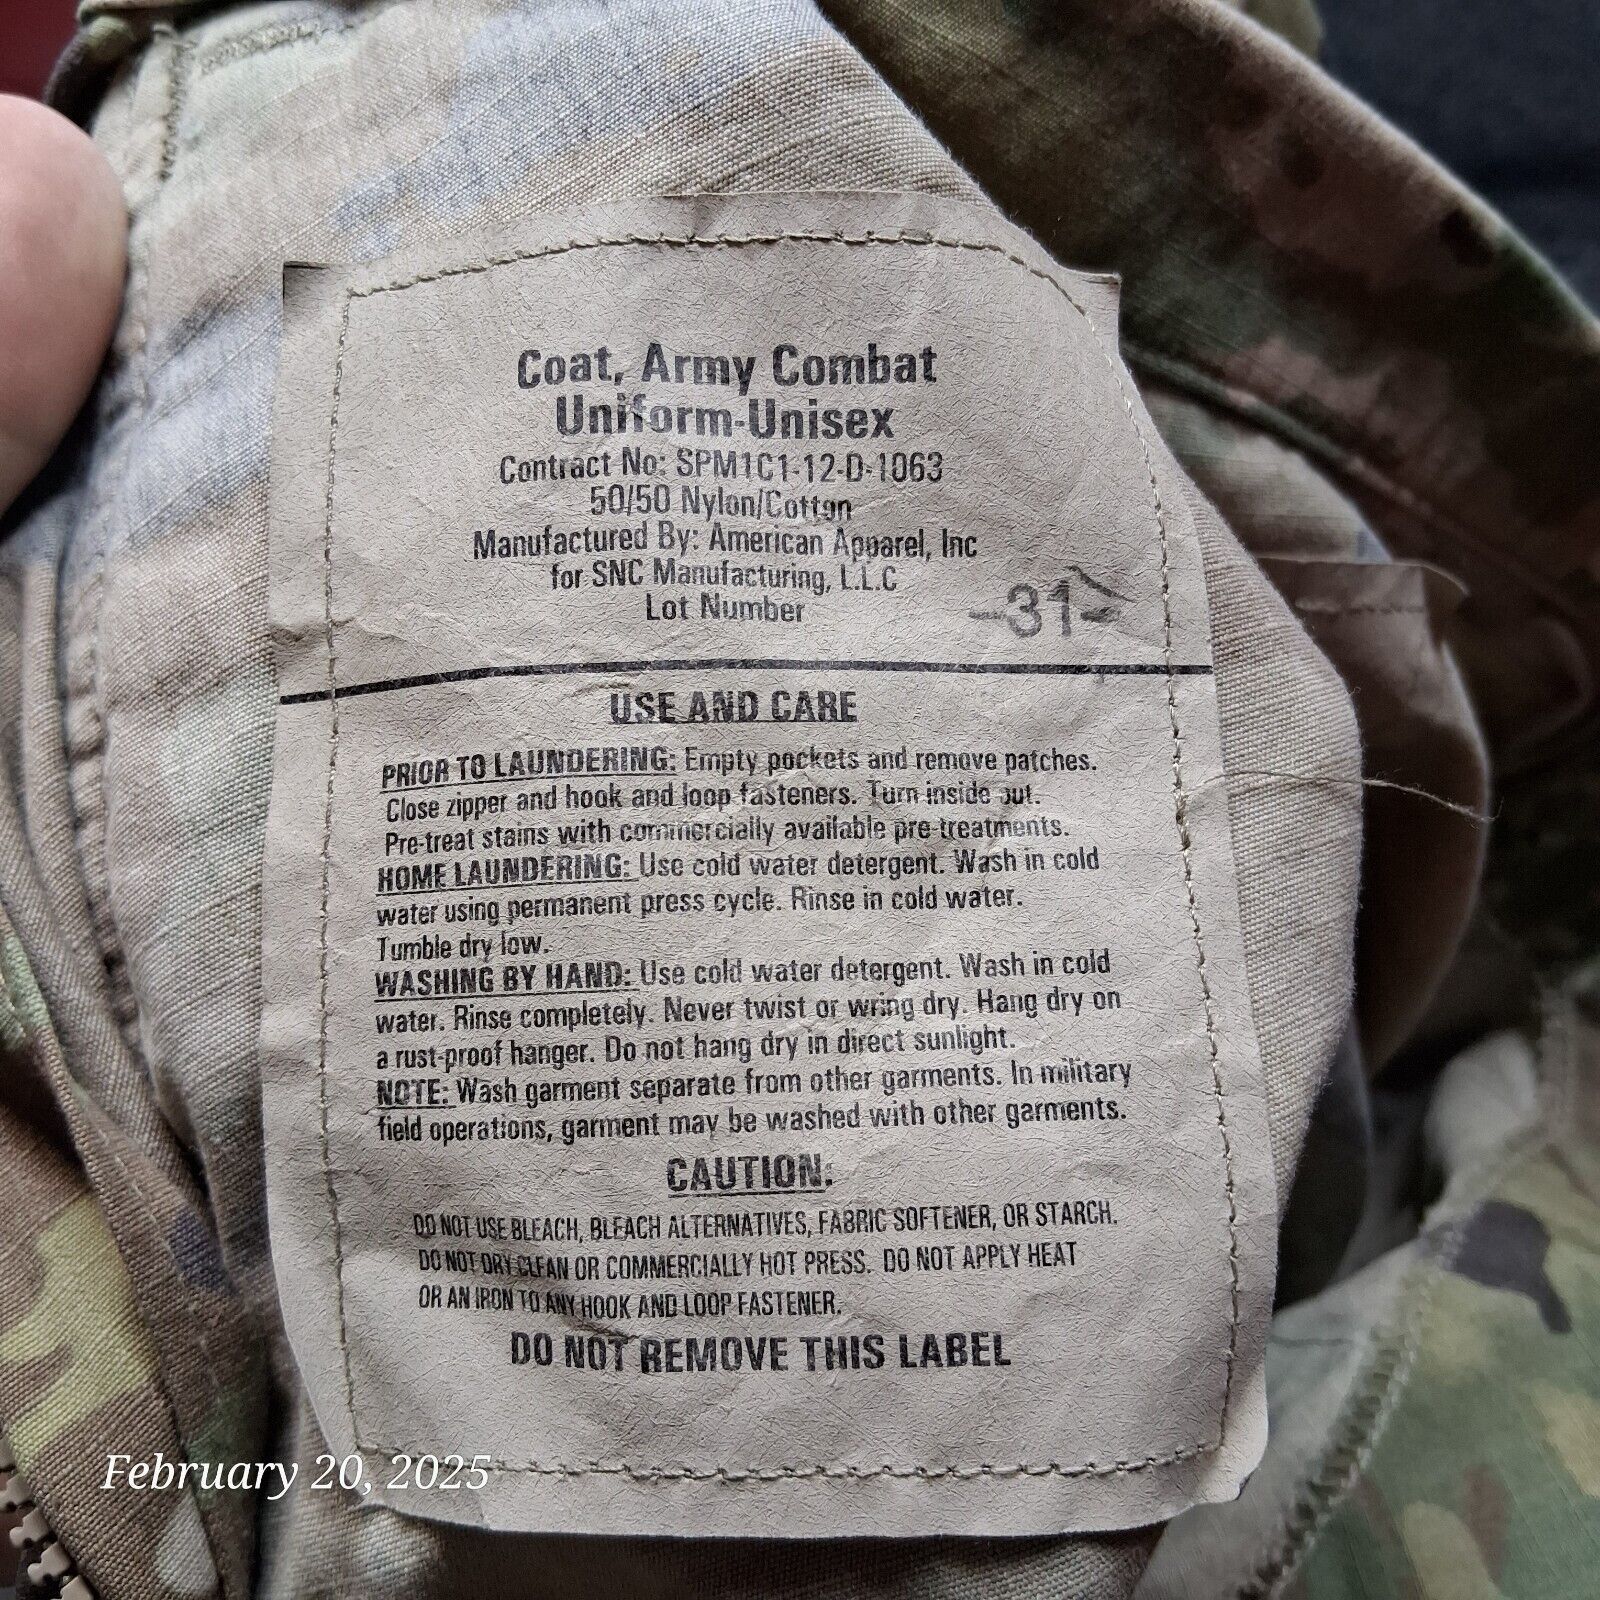 Coat, Army Combat
Uniform-Unisex
Contract No: SPM1C1-12-D-1063
50/50 Nylon/Cotton
Manufactured By: American Apparel, Inc
for SNC Manufacturing, L.L.C
Lot Number -31-
USE AND CARE
PRIOR TO LAUNDERING: Empty pockets and remove patches.
Close zipper and hook and loop fasteners. Turn inside out.
Pre-treat stains with commercially available pre-treatments.
HOME LAUNDERING: Use cold water detergent. Wash in cold
water using permanent press cycle. Rinse in cold water.
Tumble dry low.
WASHING BY HAND: Use cold water detergent. Wash in cold
water. Rinse completely. Never twist or wring dry. Hang dry on
a rust-proof hanger. Do not hang dry in direct sunlight.
NOTE: Wash garment separate from other garments. In military
field operations, garment may be washed with other garments.
CAUTION:
DO NOT USE BLEACH, BLEACH ALTERNATIVES, FABRIC SOFTENER, OR STARCH.
DO NOT DRY CLEAN OR COMMERCIALLY HOT PRESS. DO NOT APPLY HEAT
OR AN IRON TO ANY HOOK AND LOOP FASTENER.
DO NOT REMOVE THIS LABEL
February 20, 2025